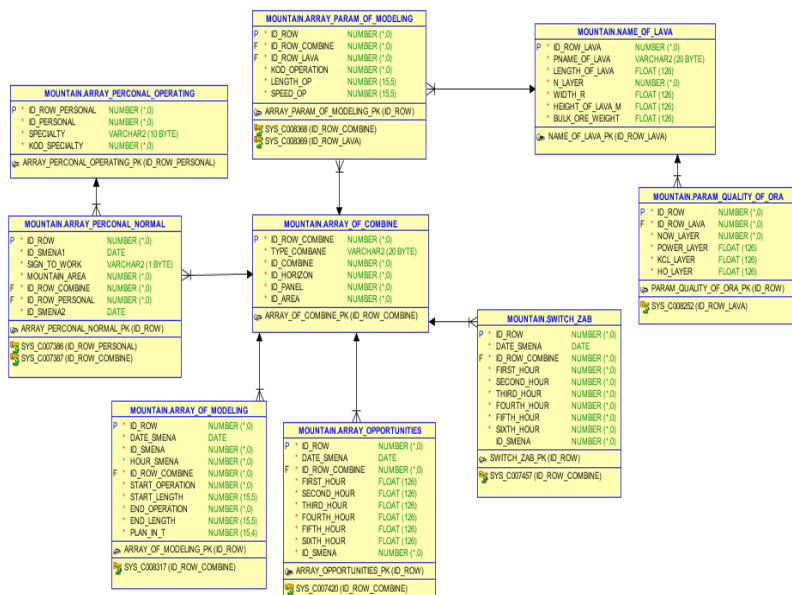 MOUNTAIN.ARRAY_PARAM_OF_MODELING
P * ID_ROW NUMBER (*,0)
F * ID_ROW_COMBINE NUMBER (*,0)
F * ID_ROW_LAVA NUMBER (*,0)
* KOD_OPERATION NUMBER (*,0)
* LENGTH_OP NUMBER (15,5)
* SPEED_OP NUMBER (15,5)
ARRAY_PARAM_OF_MODELING_PK (ID_ROW)
SYS_C008368 (ID_ROW_COMBINE)
SYS_C008369 (ID_ROW_LAVA)
MOUNTAIN.NAME_OF_LAVA
P * ID_ROW_LAVA NUMBER (*,0)
* PNAME_OF_LAVA VARCHAR2 (20 BYTE)
* LENGTH_OF_LAVA FLOAT (126)
* N_LAYER NUMBER (*,0)
* WIDTH_R FLOAT (126)
* HEIGHT_OF_LAVA_M FLOAT (126)
* BULK_ORE_WEIGHT FLOAT (126)
NAME_OF_LAVA_PK (ID_ROW_LAVA)
MOUNTAIN.ARRAY_PERCONAL_OPERATING
P * ID_ROW_PERSONAL NUMBER (*,0)
* ID_PERSONAL NUMBER (*,0)
* SPECIALTY VARCHAR2 (10 BYTE)
* KOD_SPECIALTY NUMBER (*,0)
ARRAY_PERCONAL_OPERATING_PK (ID_ROW_PERSONAL)
MOUNTAIN.PARAM_QUALITY_OF_ORA
P * ID_ROW NUMBER (*,0)
F * ID_ROW_LAVA NUMBER (*,0)
* NOW_LAYER NUMBER (*,0)
* POWER_LAYER FLOAT (126)
* KCL_LAYER FLOAT (126)
* HO_LAYER FLOAT (126)
PARAM_QUALITY_OF_ORA_PK (ID_ROW)
SYS_C008252 (ID_ROW_LAVA)
MOUNTAIN.ARRAY_PERCONAL_NORMAL
P * ID_ROW NUMBER (*,0)
* ID_SMENA1 DATE
* SIGN_TO_WORK VARCHAR2 (1 BYTE)
* MOUNTAIN_AREA NUMBER (*,0)
F * ID_ROW_COMBINE NUMBER (*,0)
F * ID_ROW_PERSONAL NUMBER (*,0)
* ID_SMENA2 DATE
ARRAY_PERCONAL_NORMAL_PK (ID_ROW)
SYS_C007386 (ID_ROW_PERSONAL)
SYS_C007387 (ID_ROW_COMBINE)
MOUNTAIN.ARRAY_OF_COMBINE
P * ID_ROW_COMBINE NUMBER (*,0)
* TYPE_COMBANE VARCHAR2 (20 BYTE)
* ID_COMBINE NUMBER (*,0)
* ID_HORIZON NUMBER (*,0)
* ID_PANEL NUMBER (*,0)
* ID_AREA NUMBER (*,0)
ARRAY_OF_COMBINE_PK (ID_ROW_COMBINE)
MOUNTAIN.SWITCH_ZAB
P * ID_ROW NUMBER (*,0)
* DATE_SMENA DATE
F * ID_ROW_COMBINE NUMBER (*,0)
* FIRST_HOUR NUMBER (*,0)
* SECOND_HOUR NUMBER (*,0)
* THIRD_HOUR NUMBER (*,0)
* FOURTH_HOUR NUMBER (*,0)
* FIFTH_HOUR NUMBER (*,0)
* SIXTH_HOUR NUMBER (*,0)
ID_SMENA NUMBER (*,0)
SWITCH_ZAB_PK (ID_ROW)
SYS_C007457 (ID_ROW_COMBINE)
MOUNTAIN.ARRAY_OF_MODELING
P * ID_ROW NUMBER (*,0)
* DATE_SMENA DATE
* ID_SMENA NUMBER (*,0)
* HOUR_SMENA NUMBER (*,0)
F * ID_ROW_COMBINE NUMBER (*,0)
* START_OPERATION NUMBER (*,0)
* START_LENGTH NUMBER (15,5)
* END_OPERATION NUMBER (*,0)
* END_LENGTH NUMBER (15,5)
* PLAN_IN_T NUMBER (15,4)
ARRAY_OF_MODELING_PK (ID_ROW)
SYS_C008317 (ID_ROW_COMBINE)
MOUNTAIN.ARRAY_OPPORTUNITIES
P * ID_ROW NUMBER (*,0)
* DATE_SMENA DATE
F * ID_ROW_COMBINE NUMBER (*,0)
* FIRST_HOUR FLOAT (126)
* SECOND_HOUR FLOAT (126)
* THIRD_HOUR FLOAT (126)
* FOURTH_HOUR FLOAT (126)
* FIFTH_HOUR FLOAT (126)
* SIXTH_HOUR FLOAT (126)
* ID_SMENA NUMBER (*,0)
ARRAY_OPPORTUNITIES_PK (ID_ROW)
SYS_C007420 (ID_ROW_COMBINE)